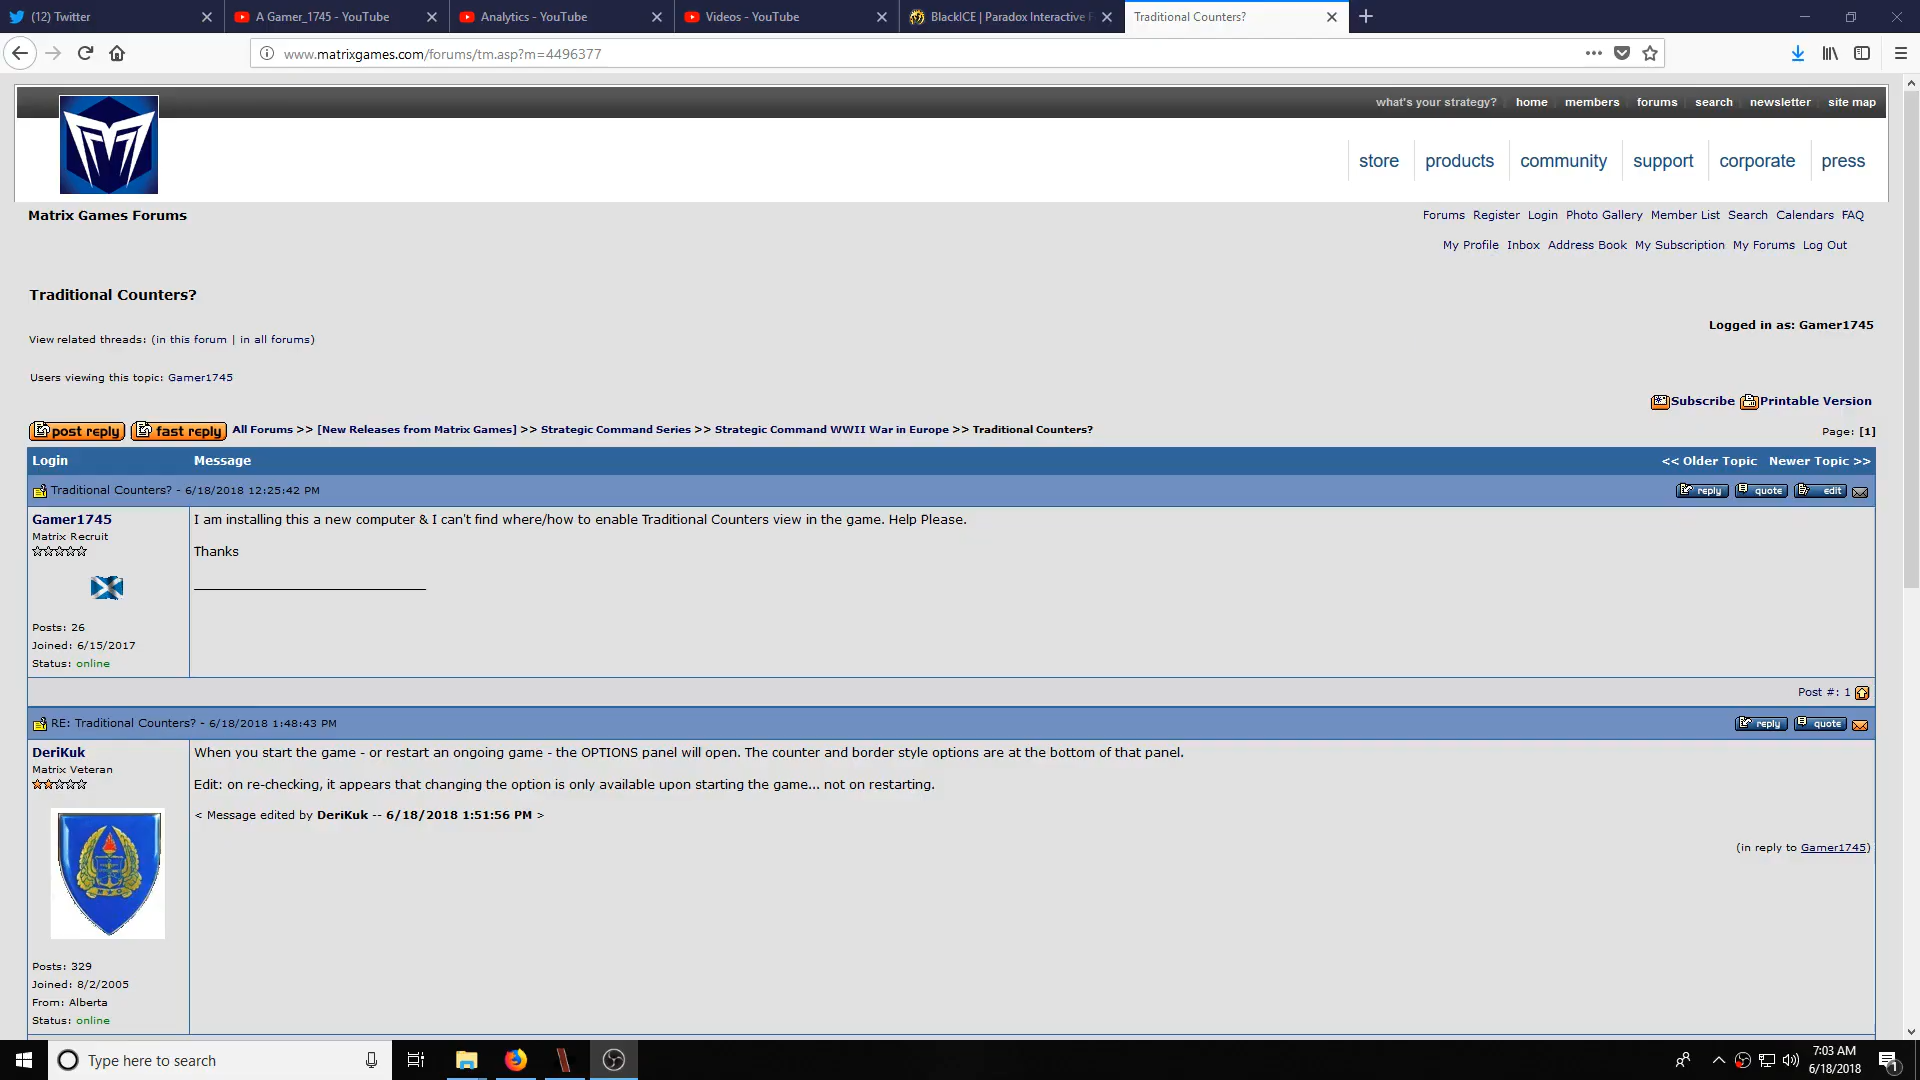 (12) Twitter
A Gamer_1745 - YouTube
Analytics - YouTube
Videos - YouTube
BlackICE | Paradox Interactive F
Traditional Counters?
www.matrixgames.com/forums/tm.asp?m=4496377
what's your strategy? home members forums search newsletter site map
store products community support corporate press
Matrix Games Forums
Forums Register Login Photo Gallery Member List Search Calendars FAQ
My Profile Inbox Address Book My Subscription My Forums Log Out
Traditional Counters?
Logged in as: Gamer1745
View related threads: (in this forum | in all forums)
Users viewing this topic: Gamer1745
Subscribe Printable Version
post reply fast reply All Forums >> [New Releases from Matrix Games] >> Strategic Command Series >> Strategic Command WWII War in Europe >> Traditional Counters?
Page: [1]
Login Message << Older Topic Newer Topic >>
Traditional Counters? - 6/18/2018 12:25:42 PM
reply quote edit
Gamer1745
Matrix Recruit
Posts: 26
Joined: 6/15/2017
Status: online
I am installing this a new computer & I can't find where/how to enable Traditional Counters view in the game. Help Please.
Thanks
_____________________________
Post #: 1
RE: Traditional Counters? - 6/18/2018 1:48:43 PM
reply quote
DeriKuk
Matrix Veteran
Posts: 329
Joined: 8/2/2005
From: Alberta
Status: online
When you start the game - or restart an ongoing game - the OPTIONS panel will open. The counter and border style options are at the bottom of that panel.
Edit: on re-checking, it appears that changing the option is only available upon starting the game... not on restarting.
< Message edited by DeriKuk -- 6/18/2018 1:51:56 PM >
(in reply to Gamer1745)
Type here to search
7:03 AM
6/18/2018
1